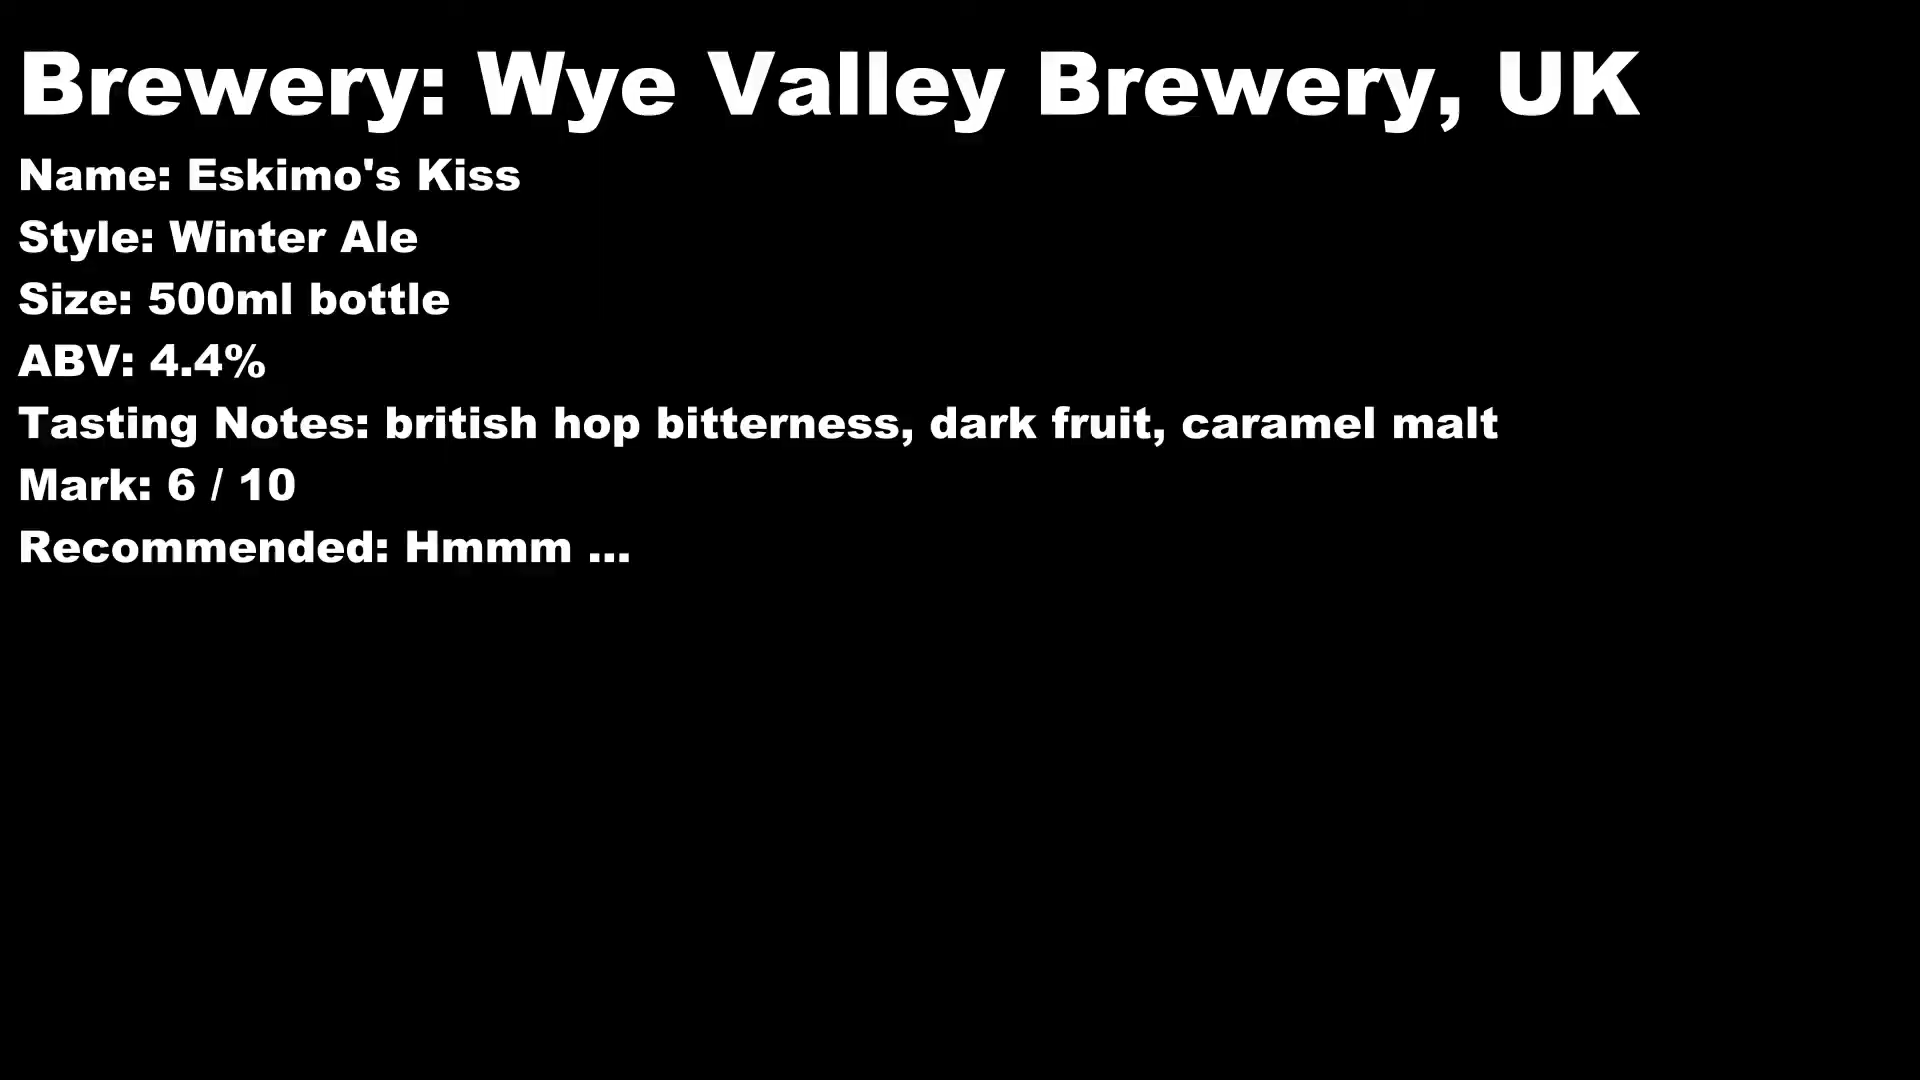 Brewery: Wye Valley Brewery, UK
Name: Eskimo's Kiss
Style: Winter Ale
Size: 500ml bottle
ABV: 4.4%
Tasting Notes: british hop bitterness, dark fruit, caramel malt
Mark: 6 / 10
Recommended: Hmmm ...